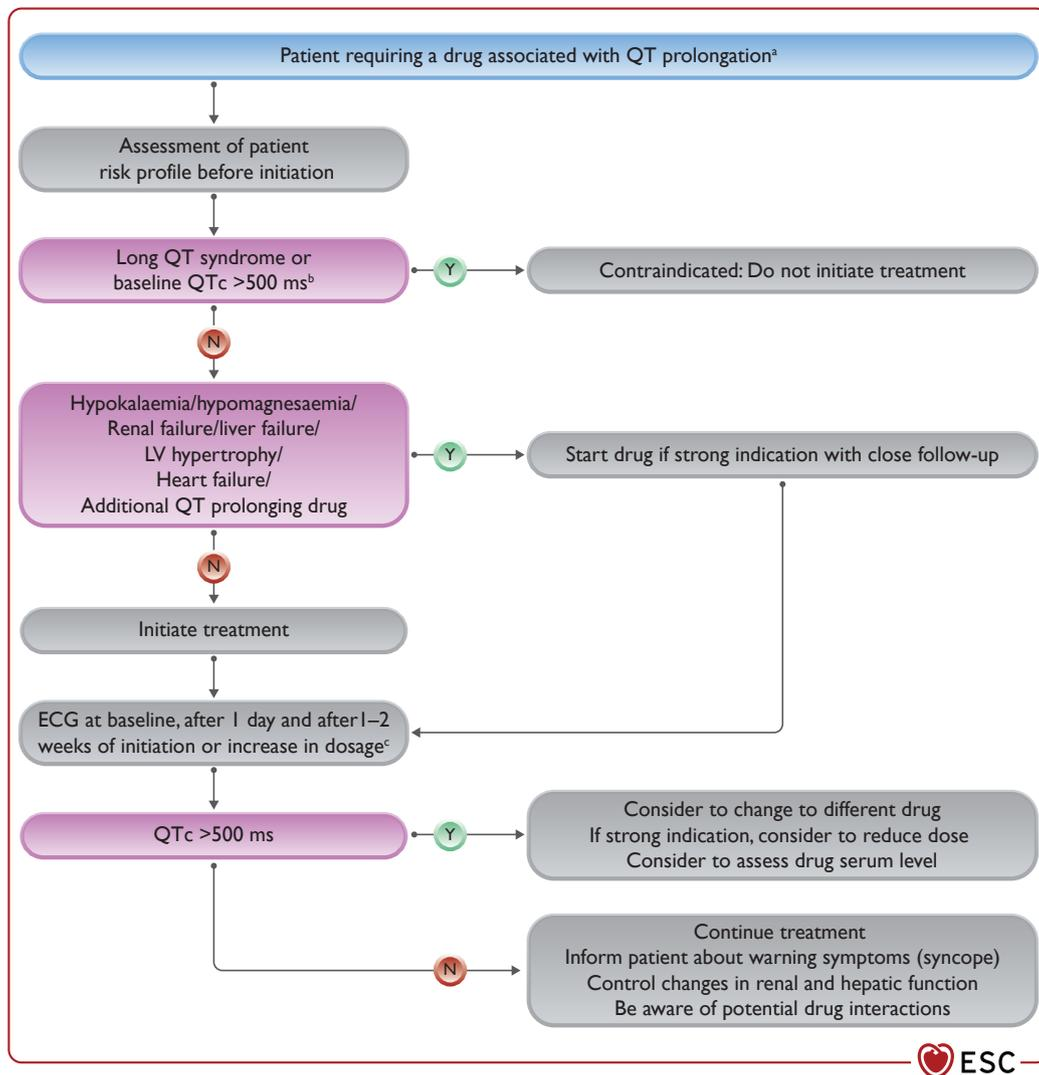 Patient requiring a drug associated with QT prolongationᵃ
Assessment of patient
risk profile before initiation
Long QT syndrome or
baseline QTc >500 msᵇ
Y
Contraindicated: Do not initiate treatment
N
Hypokalaemia/hypomagnesaemia/
Renal failure/liver failure/
LV hypertrophy/
Heart failure/
Additional QT prolonging drug
Y
Start drug if strong indication with close follow-up
N
Initiate treatment
ECG at baseline, after 1 day and after1–2
weeks of initiation or increase in dosageᶜ
QTc >500 ms
Y
Consider to change to different drug
If strong indication, consider to reduce dose
Consider to assess drug serum level
N
Continue treatment
Inform patient about warning symptoms (syncope)
Control changes in renal and hepatic function
Be aware of potential drug interactions
ESC